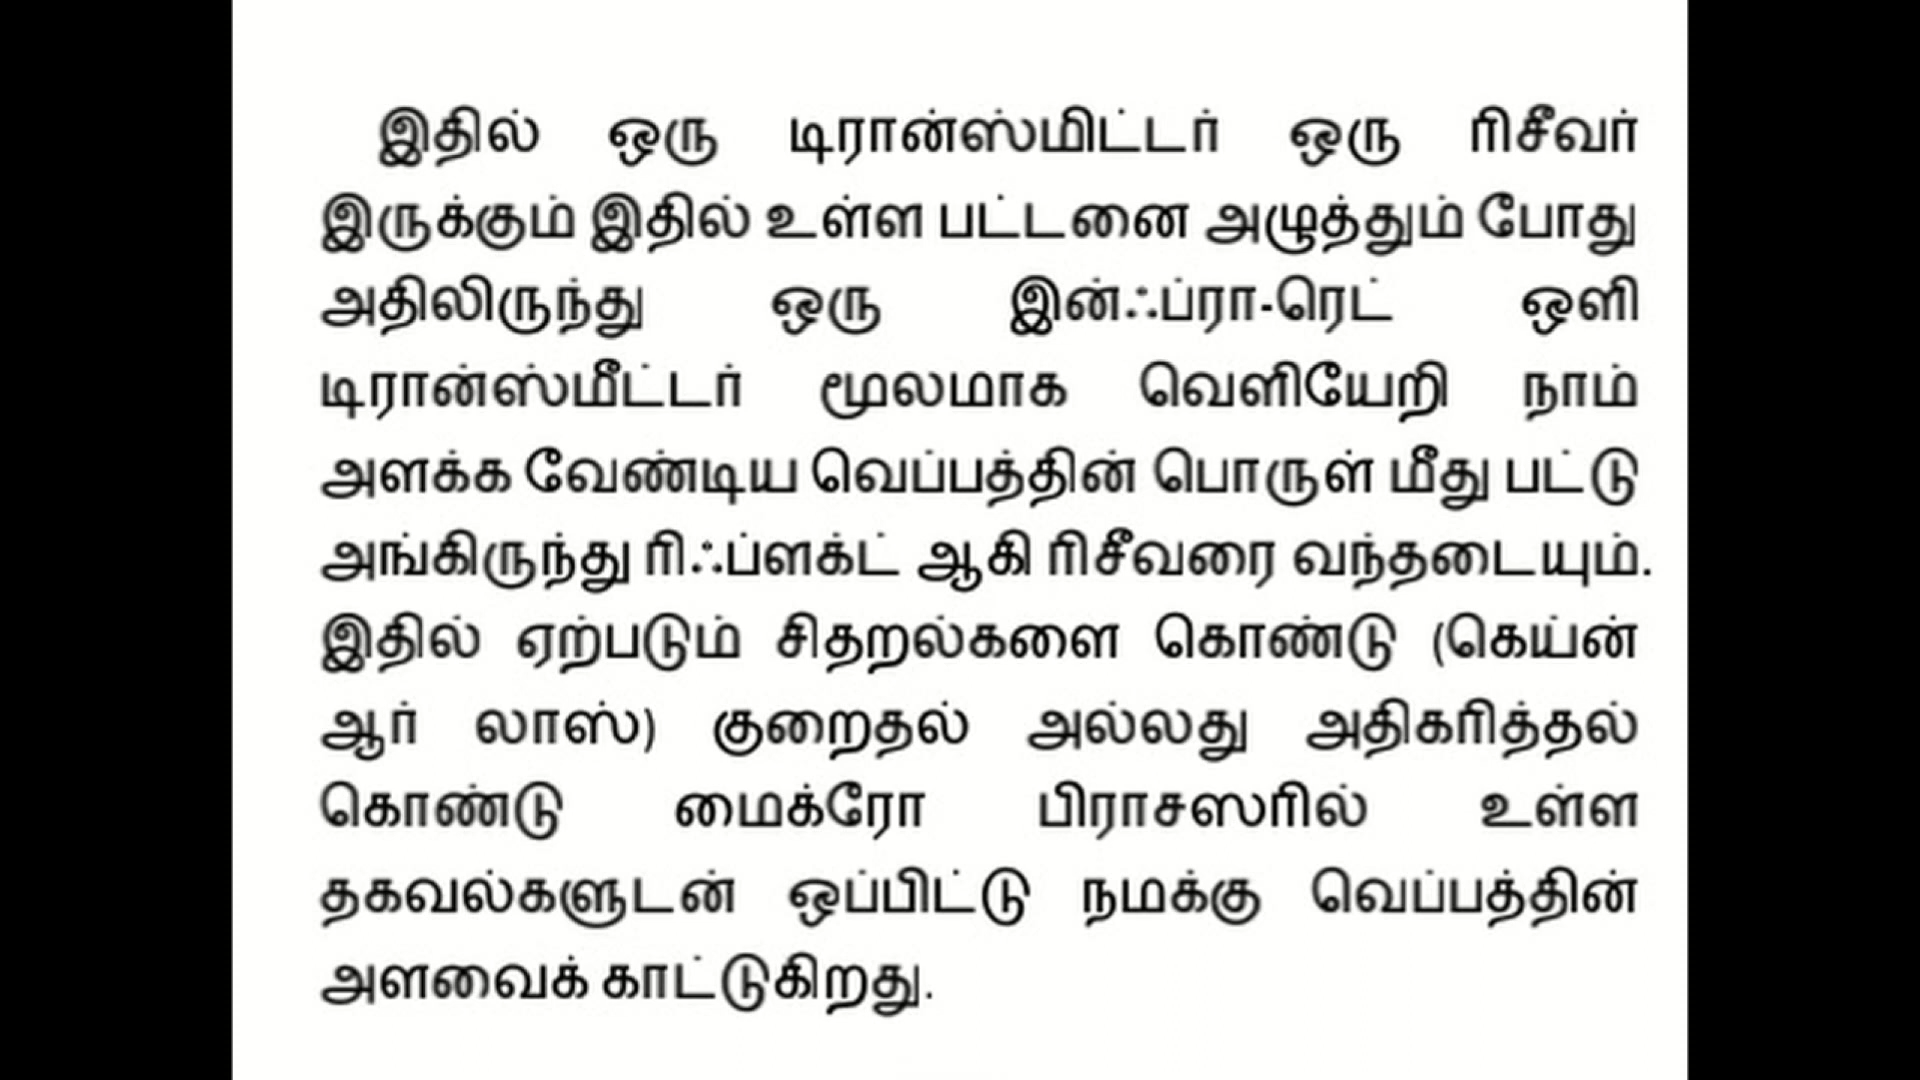 இதில் ஒரு டிரான்ஸ்மிட்டர் ஒரு ரிசீவர்
இருக்கும் இதில் உள்ள பட்டனை அழுத்தும் போது
அதிலிருந்து ஒரு இன்ஃப்ரா-ரெட் ஒளி
டிரான்ஸ்மீட்டர் மூலமாக வெளியேறி நாம்
அளக்க வேண்டிய வெப்பத்தின் பொருள் மீது பட்டு
அங்கிருந்து ரிஃப்ளக்ட் ஆகி ரிசீவரை வந்தடையும்.
இதில் ஏற்படும் சிதறல்களை கொண்டு (கெய்ன்
ஆர் லாஸ்) குறைதல் அல்லது அதிகரித்தல்
கொண்டு மைக்ரோ பிராசஸரில் உள்ள
தகவல்களுடன் ஒப்பிட்டு நமக்கு வெப்பத்தின்
அளவைக் காட்டுகிறது.